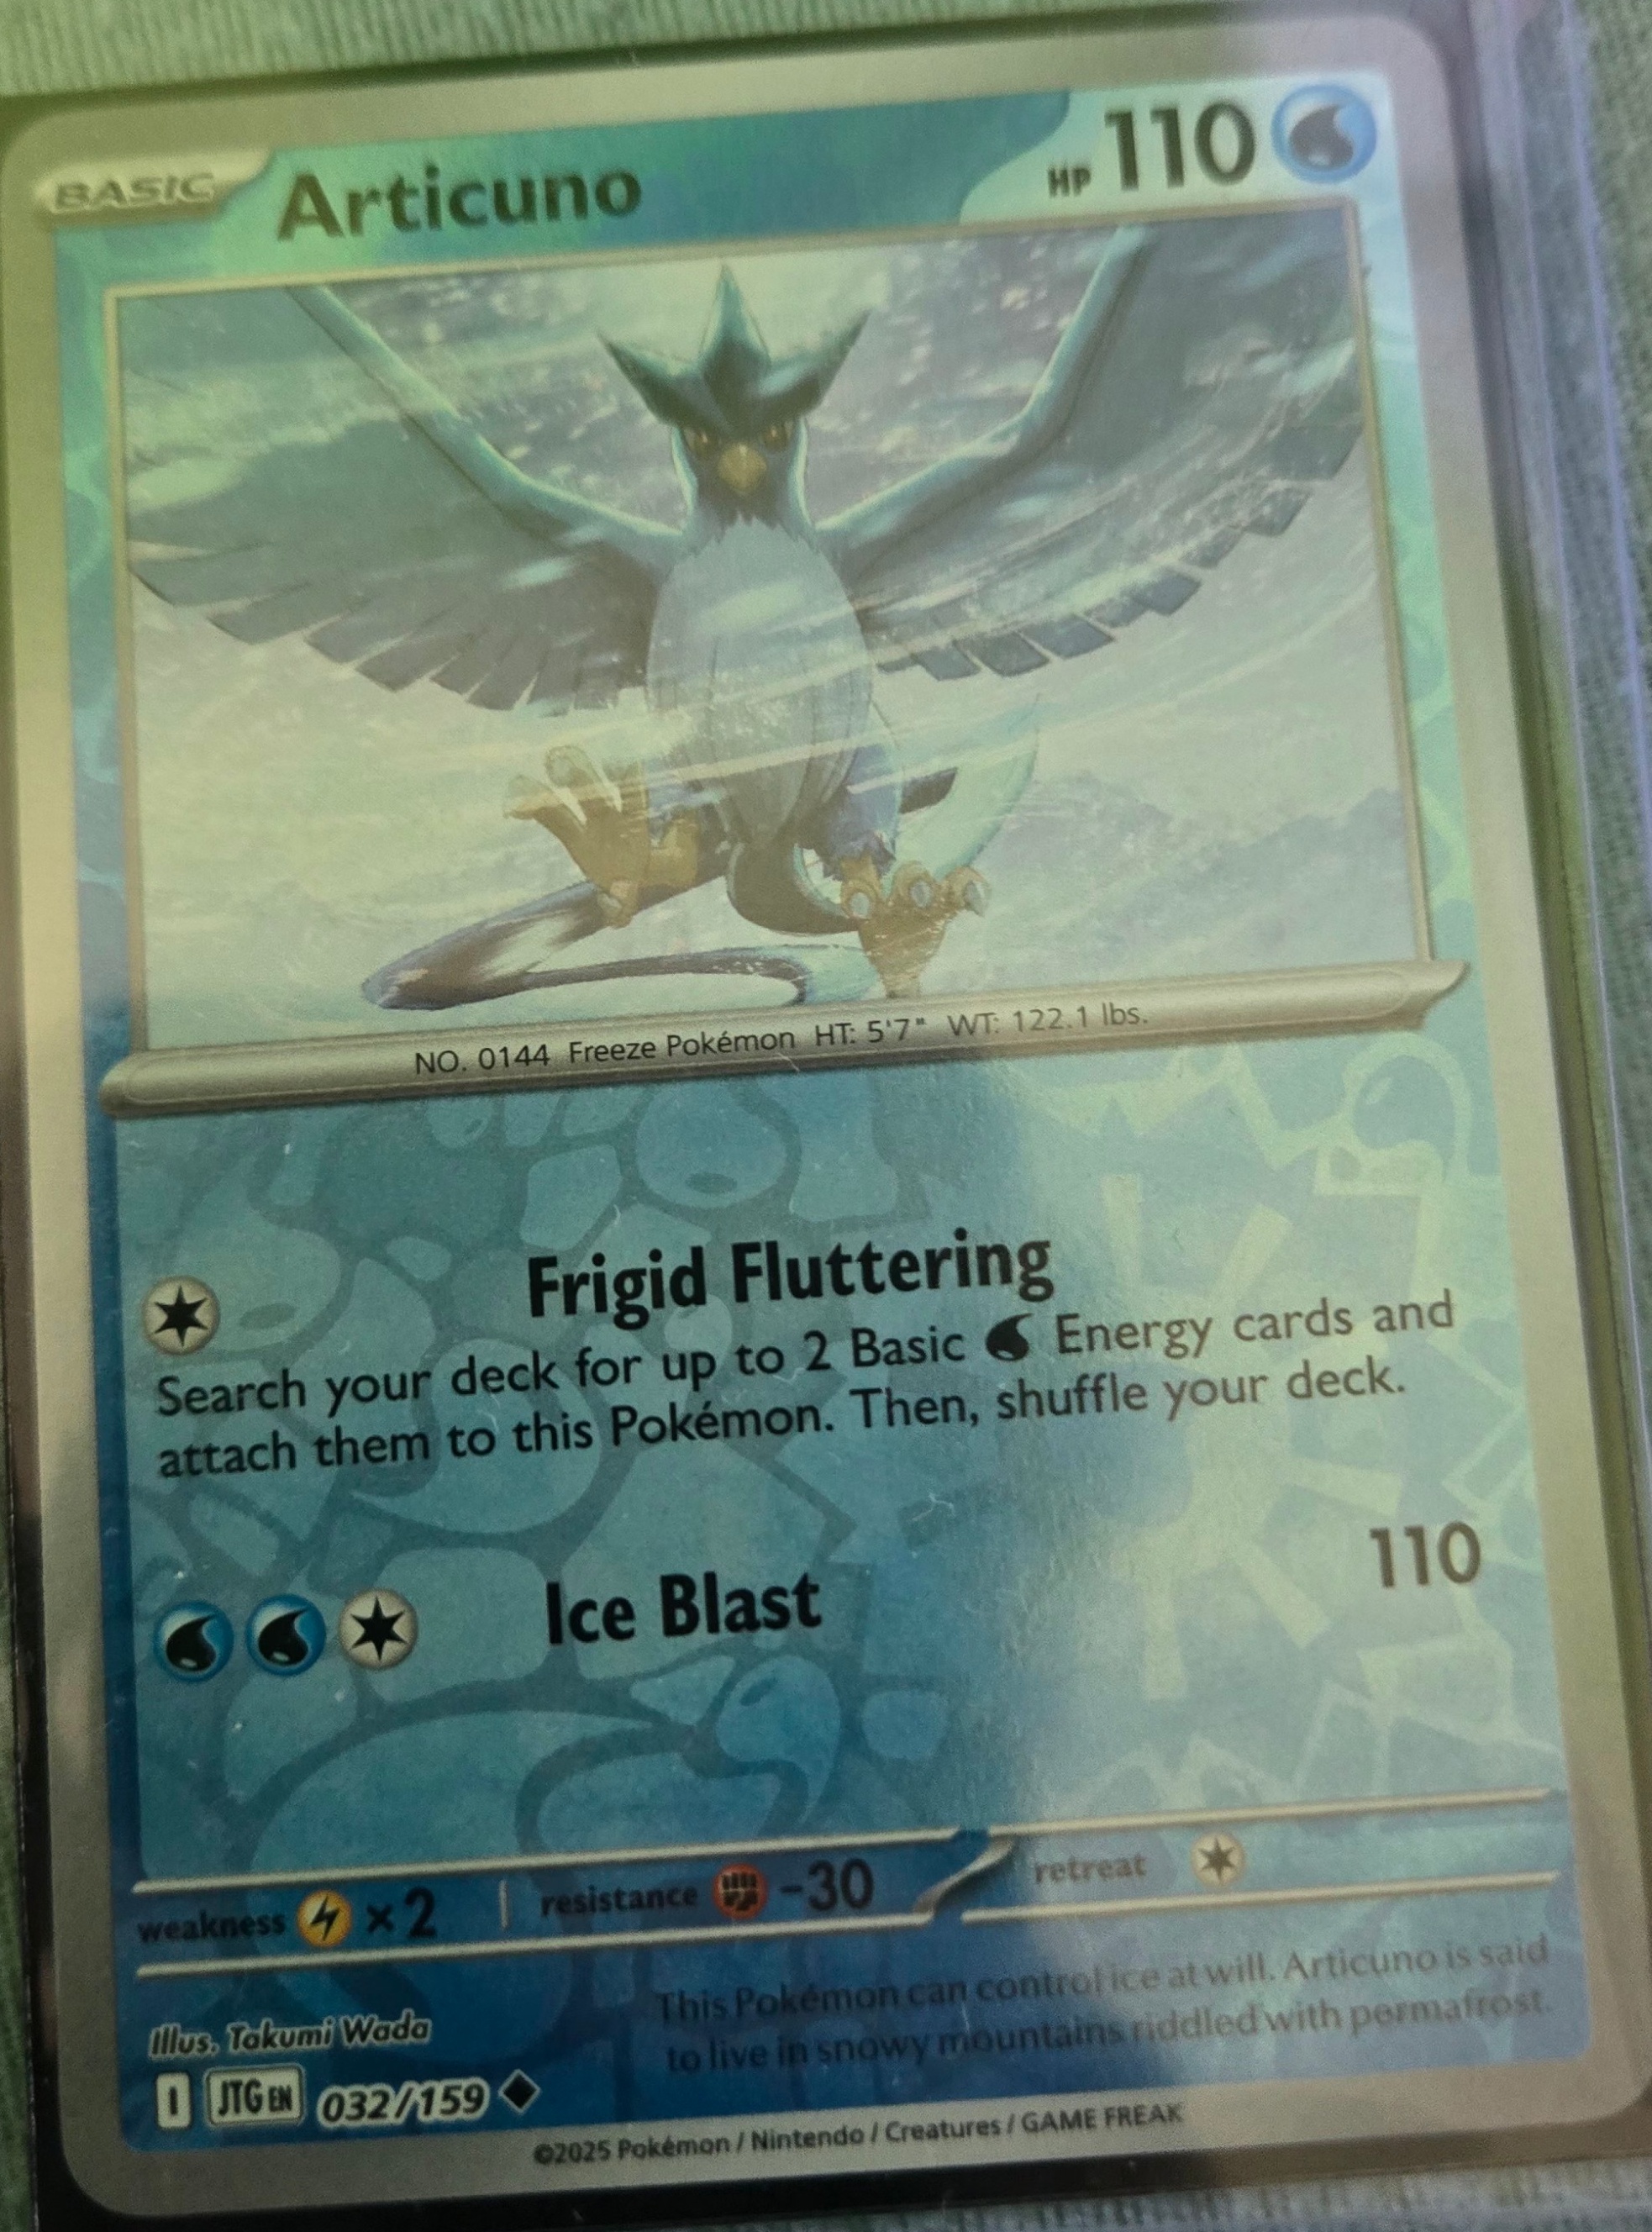 BASIC Articuno HP 110
NO. 0144 Freeze Pokémon HT: 5'7" WT: 122.1 lbs.
Frigid Fluttering
Search your deck for up to 2 Basic Energy cards and
attach them to this Pokémon. Then, shuffle your deck.
Ice Blast 110
weakness ×2 resistance -30 retreat
This Pokémon can control ice at will. Articuno is said
to live in snowy mountains riddled with permafrost.
Illus. Takumi Wada
I JTG EN 032/159
©2025 Pokémon / Nintendo / Creatures / GAME FREAK